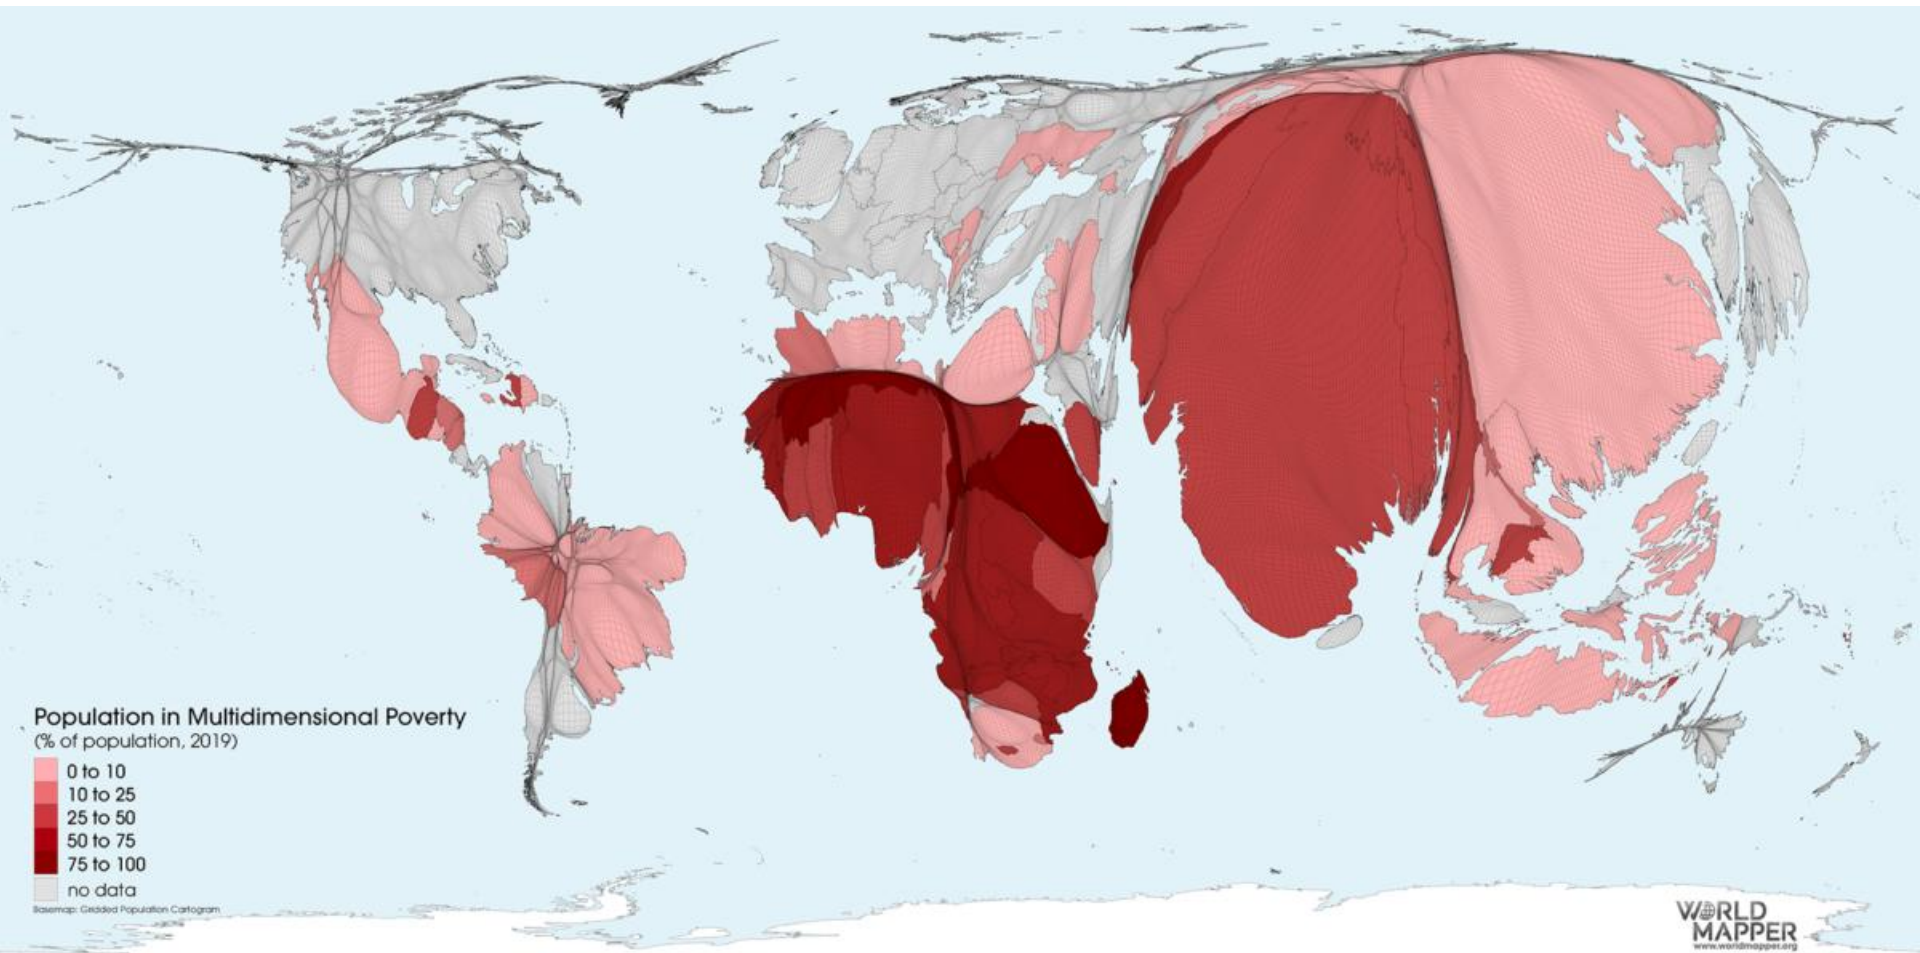 Population in Multidimensional Poverty
(% of population, 2019)
0 to 10
10 to 25
25 to 50
50 to 75
75 to 100
no data
Basemap: Gridded Population Cartogram
WORLD
MAPPER
www.worldmapper.org